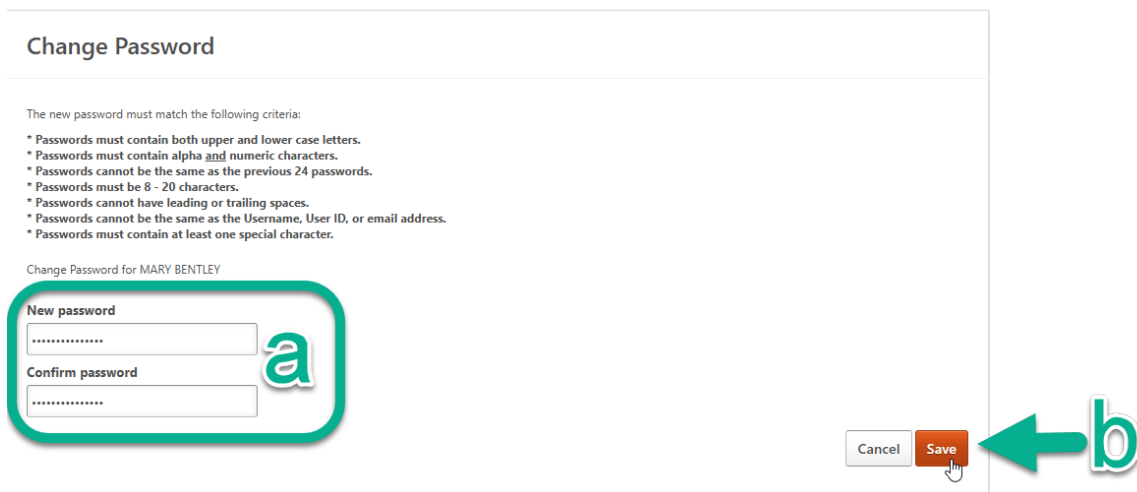 Change Password
The new password must match the following criteria:
* Passwords must contain both upper and lower case letters.
* Passwords must contain alpha and numeric characters.
* Passwords cannot be the same as the previous 24 passwords.
* Passwords must be 8 - 20 characters.
* Passwords cannot have leading or trailing spaces.
* Passwords cannot be the same as the Username, User ID, or email address.
* Passwords must contain at least one special character.
Change Password for MARY BENTLEY
New password
•••••••••••••••
a
Confirm password
•••••••••••••••
Cancel Save
b